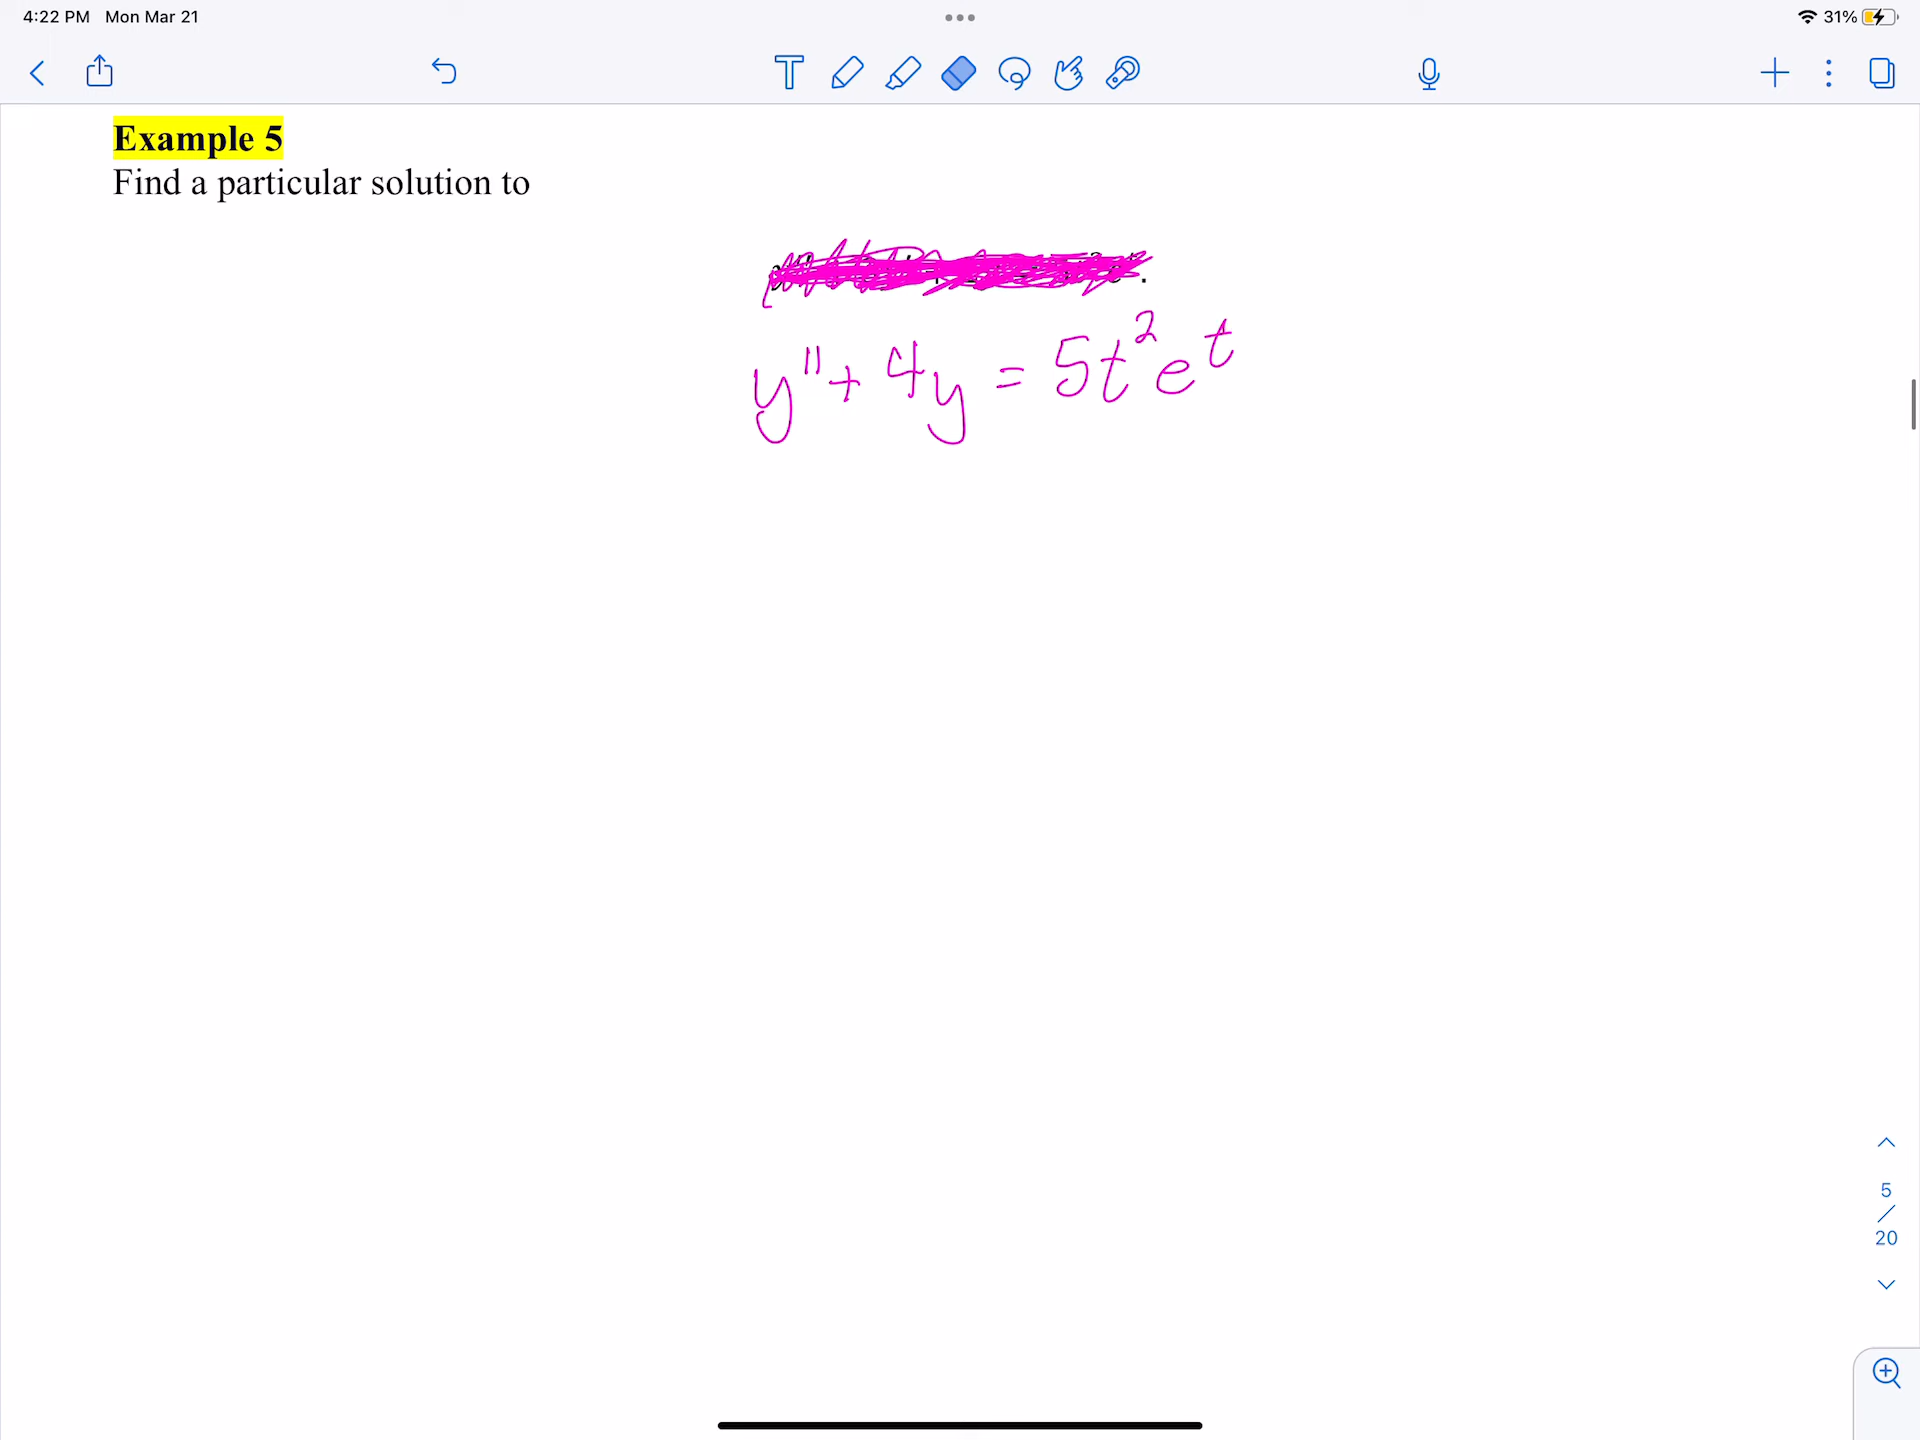 4:22 PM Mon Mar 21
31%
Example 5
Find a particular solution to
y" + 4y = 5t²eᵗ
5
/
20